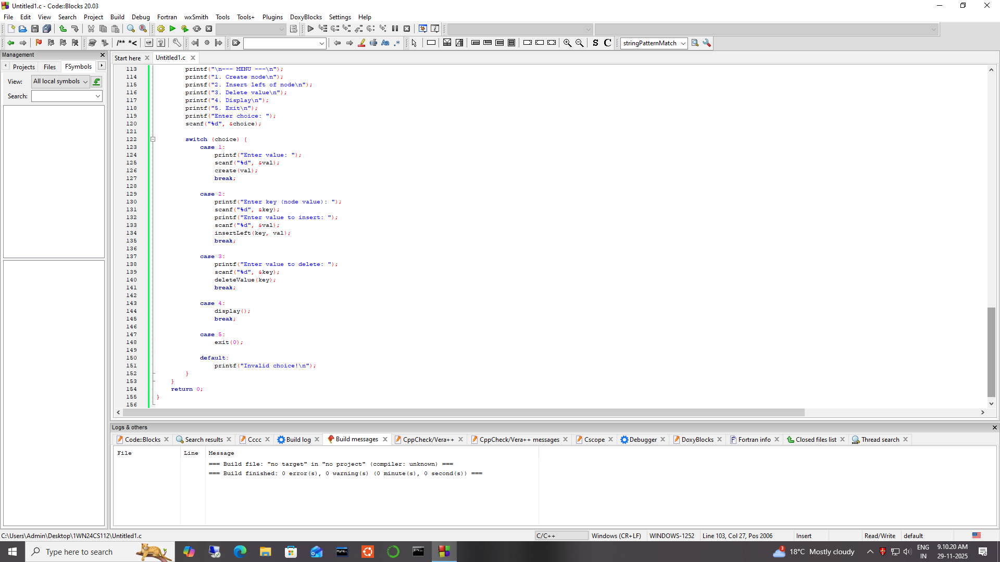 Untitled1.c - Code::Blocks 20.03
File Edit View Search Project Build Debug Fortran wxSmith Tools Tools+ Plugins DoxyBlocks Settings Help
/** *< Aa .* S C stringPatternMatch
Management
Projects Files FSymbols
View: All local symbols
Search:
Start here Untitled1.c
113 printf("\n--- MENU ---\n");
114 printf("1. Create node\n");
115 printf("2. Insert left of node\n");
116 printf("3. Delete value\n");
117 printf("4. Display\n");
118 printf("5. Exit\n");
119 printf("Enter choice: ");
120 scanf("%d", &choice);
121
122 switch (choice) {
123 case 1:
124 printf("Enter value: ");
125 scanf("%d", &val);
126 create(val);
127 break;
128
129 case 2:
130 printf("Enter key (node value): ");
131 scanf("%d", &key);
132 printf("Enter value to insert: ");
133 scanf("%d", &val);
134 insertLeft(key, val);
135 break;
136
137 case 3:
138 printf("Enter value to delete: ");
139 scanf("%d", &key);
140 deleteValue(key);
141 break;
142
143 case 4:
144 display();
145 break;
146
147 case 5:
148 exit(0);
149
150 default:
151 printf("Invalid choice!\n");
152 }
153 }
154 return 0;
155 }
156
Logs & others
Code::Blocks Search results Cccc Build log Build messages CppCheck/Vera++ CppCheck/Vera++ messages Cscope Debugger DoxyBlocks Fortran info Closed files list Thread search
File Line Message
=== Build file: "no target" in "no project" (compiler: unknown) ===
=== Build finished: 0 error(s), 0 warning(s) (0 minute(s), 0 second(s)) ===
C:\Users\Admin\Desktop\1WN24CS112\Untitled1.c C/C++ Windows (CR+LF) WINDOWS-1252 Line 103, Col 27, Pos 2006 Insert Read/Write default
Type here to search 3 18°C Mostly cloudy ENG IN 9.10.20 AM 29-11-2025